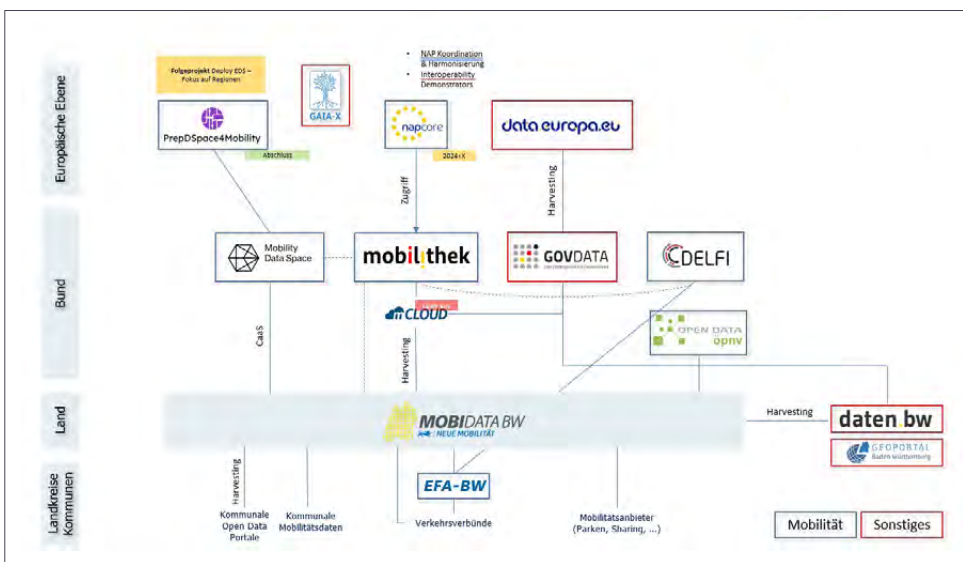 Europäische Ebene
Folgeprojekt Deploy EDS –
Fokus auf Regionen
PrepDSpace4Mobility
Abschluss
GAIA-X
• NAP Koordination
& Harmonisierung
• Interoperability
Demonstrators
napcore
2024+X
data.europa.eu
Zugriff
Harvesting
Bund
Mobility
Data Space
mobilithek
GOVDATA
DELFI
CLOUD
OPEN DATA
öpnv
CaaS
Harvesting
Land
MOBIDATA BW
: NEUE MOBILITÄT
Harvesting
daten.bw
GEOPORTAL
Baden-Württemberg
Landkreise
Kommunen
Harvesting
EFA-BW
Kommunale
Open Data
Portale
Kommunale
Mobilitätsdaten
Verkehrsverbünde
Mobilitätsanbieter
(Parken, Sharing, ...)
Mobilität
Sonstiges